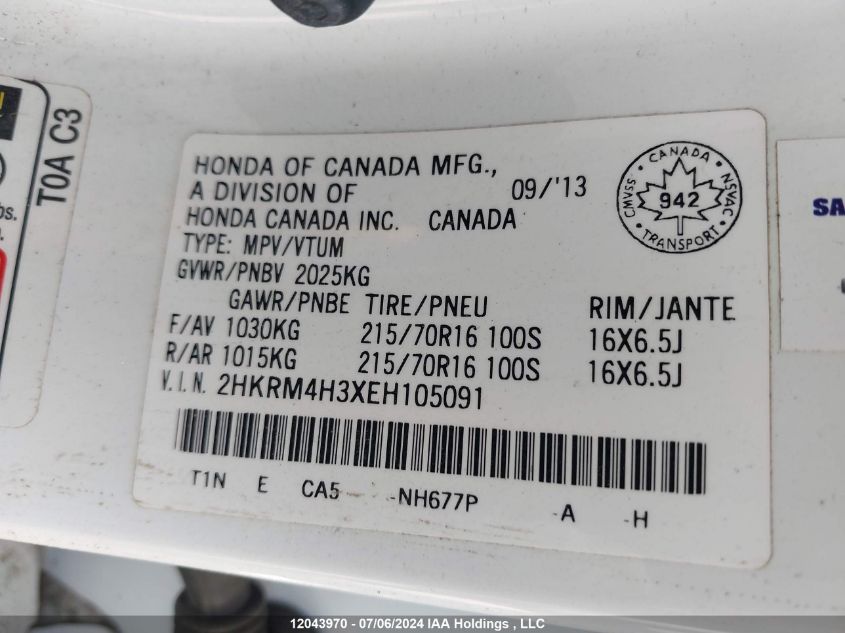 T0A C3
bs.
HONDA OF CANADA MFG.,
A DIVISION OF 09/'13
HONDA CANADA INC. CANADA
TYPE: MPV/VTUM
GVWR/PNBV 2025KG
GAWR/PNBE TIRE/PNEU RIM/JANTE
F/AV 1030KG 215/70R16 100S 16X6.5J
R/AR 1015KG 215/70R16 100S 16X6.5J
V.I.N. 2HKRM4H3XEH105091
T1N E CA5 -NH677P -A -H
CANADA
CMVSS 942 NSVAC
TRANSPORT
SA
12043970 - 07/06/2024 IAA Holdings , LLC